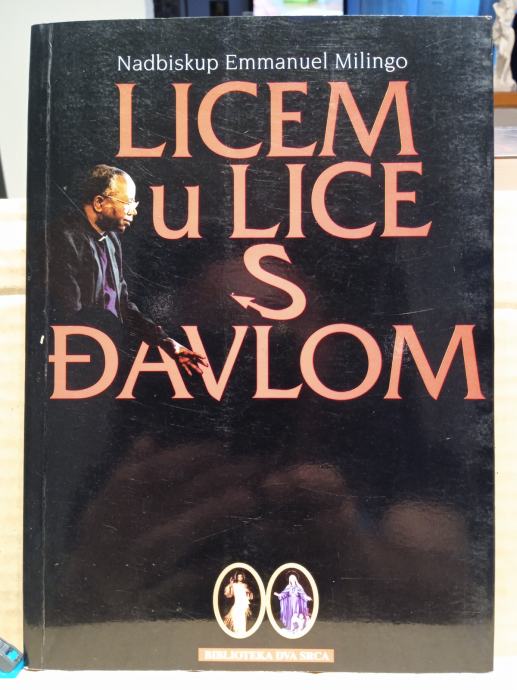 Nadbiskup Emmanuel Milingo
LICEM
u LICE
S
ĐAVLOM
BIBLIOTEKA DVA SRCA